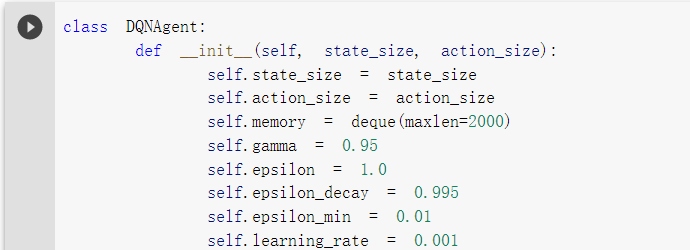 class DQNAgent:
def __init__(self, state_size, action_size):
self.state_size = state_size
self.action_size = action_size
self.memory = deque(maxlen=2000)
self.gamma = 0.95
self.epsilon = 1.0
self.epsilon_decay = 0.995
self.epsilon_min = 0.01
self.learning_rate = 0.001